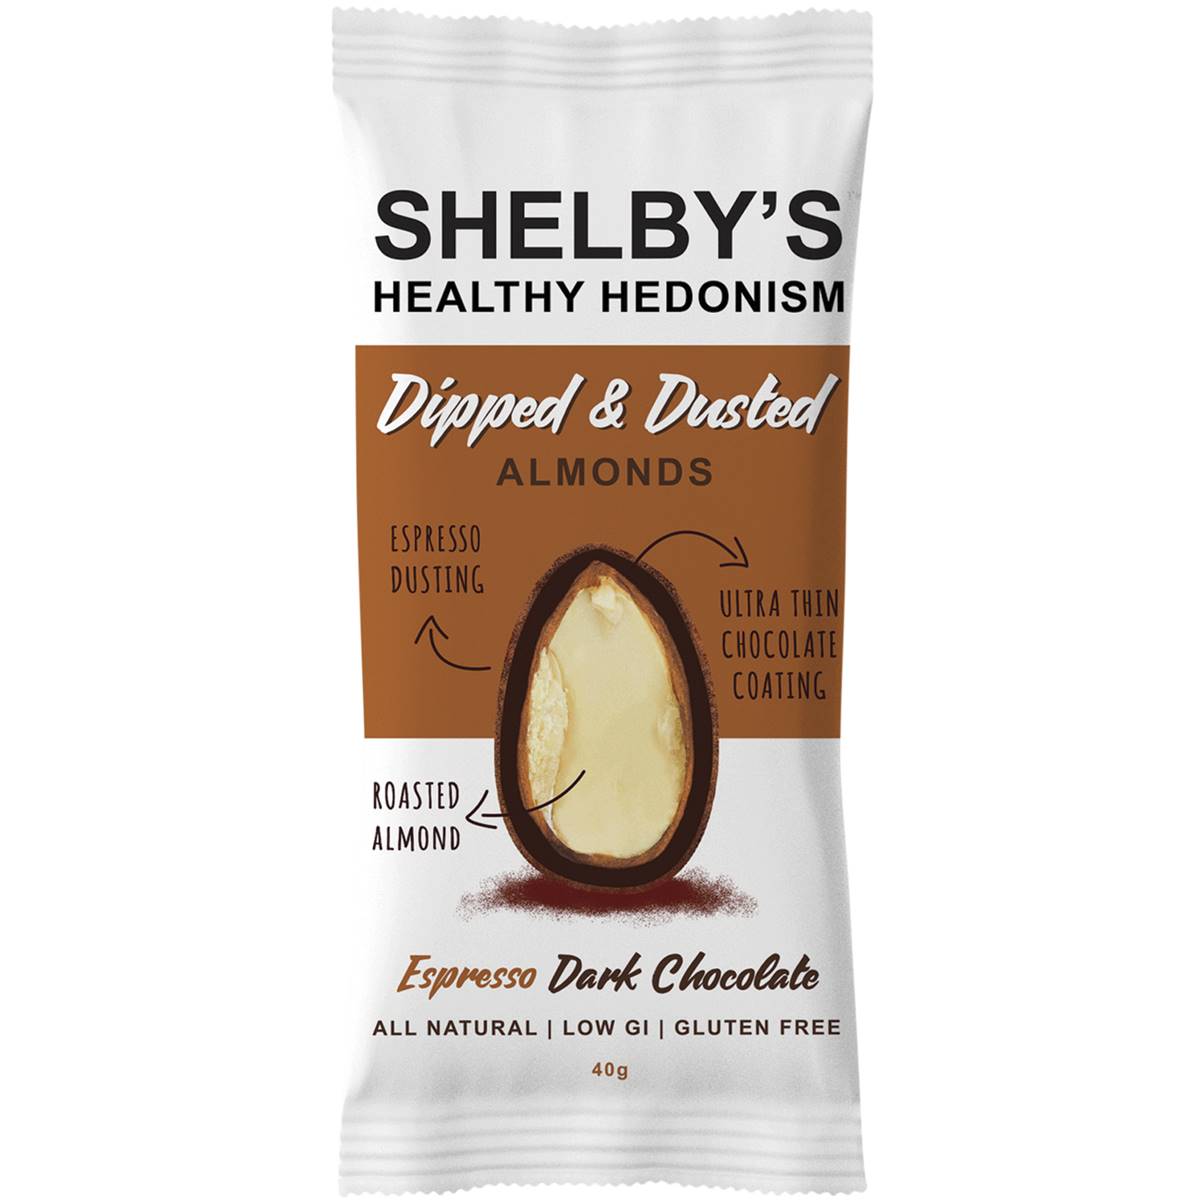 SHELBY'S
HEALTHY HEDONISM
Dipped & Dusted
ALMONDS
ESPRESSO
DUSTING
ULTRA THIN
CHOCOLATE
COATING
ROASTED
ALMOND
Espresso Dark Chocolate
ALL NATURAL | LOW GI | GLUTEN FREE
40g